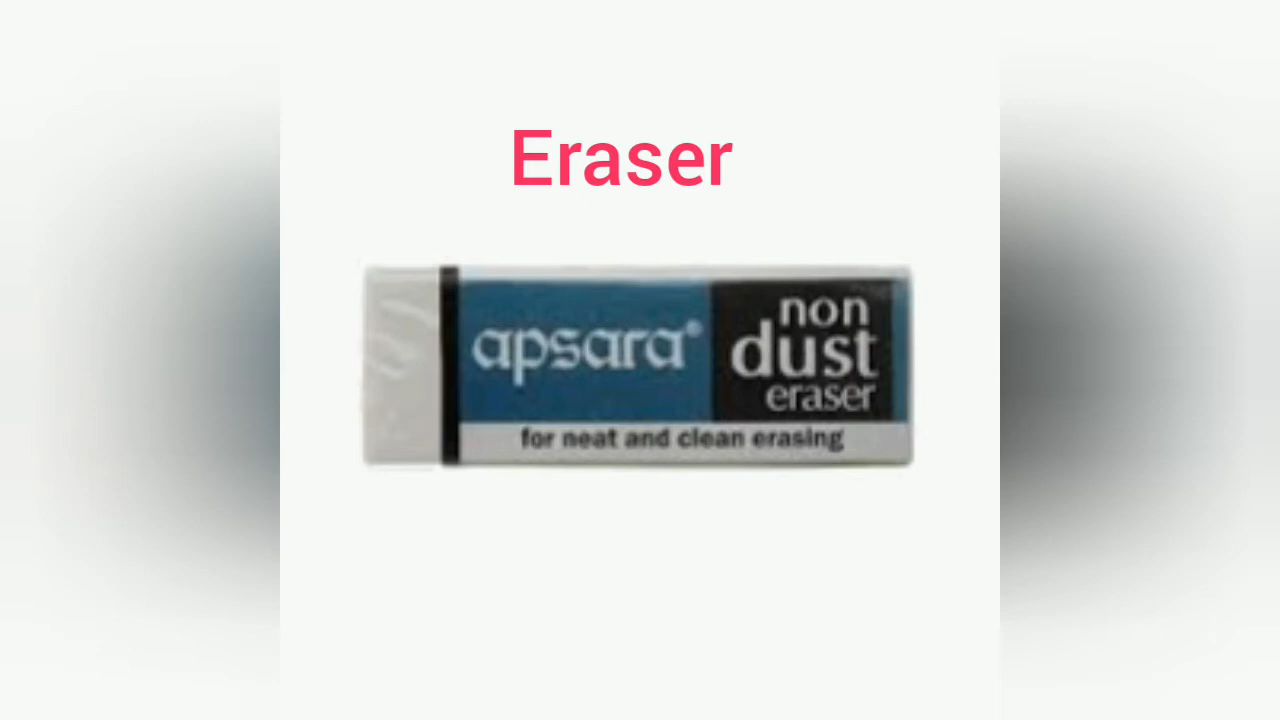 Eraser
apsara®
non
dust
eraser
for neat and clean erasing